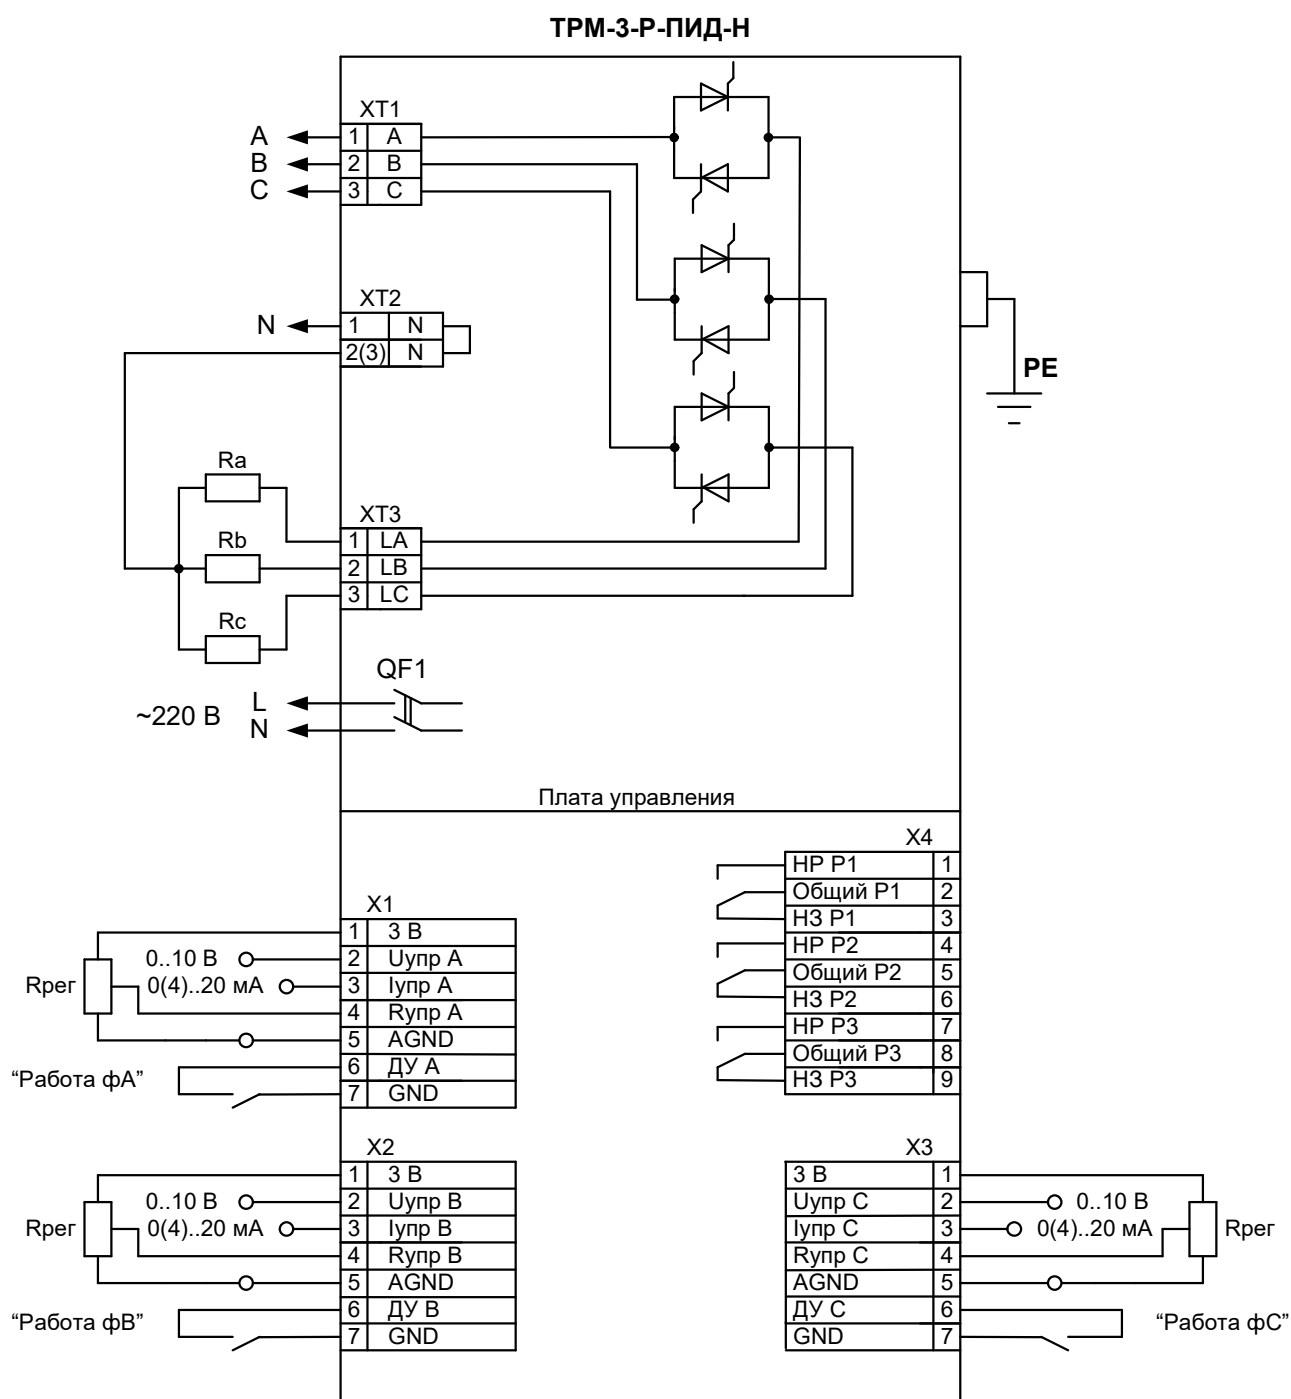 ТРМ-3-Р-ПИД-Н
XT1
A 1 A
B 2 B
C 3 C
XT2
N 1 N
2(3) N
PE
Ra
XT3
1 LA
Rb
2 LB
3 LC
Rc
QF1
~220 В
L
N
Плата управления
X4
НР Р1 1
Общий Р1 2
НЗ Р1 3
НР Р2 4
Общий Р2 5
НЗ Р2 6
НР Р3 7
Общий Р3 8
НЗ Р3 9
X1
1 3 В
0..10 В 2 Uупр А
Rрег 0(4)..20 мА 3 Iупр А
4 Rупр А
5 AGND
“Работа фА” 6 ДУ А
7 GND
X2
1 3 В
0..10 В 2 Uупр В
Rрег 0(4)..20 мА 3 Iупр В
4 Rупр В
5 AGND
“Работа фВ” 6 ДУ В
7 GND
X3
3 В 1
Uупр С 2 0..10 В
Iупр С 3 0(4)..20 мА Rрег
Rупр С 4
AGND 5
ДУ С 6 “Работа фС”
GND 7